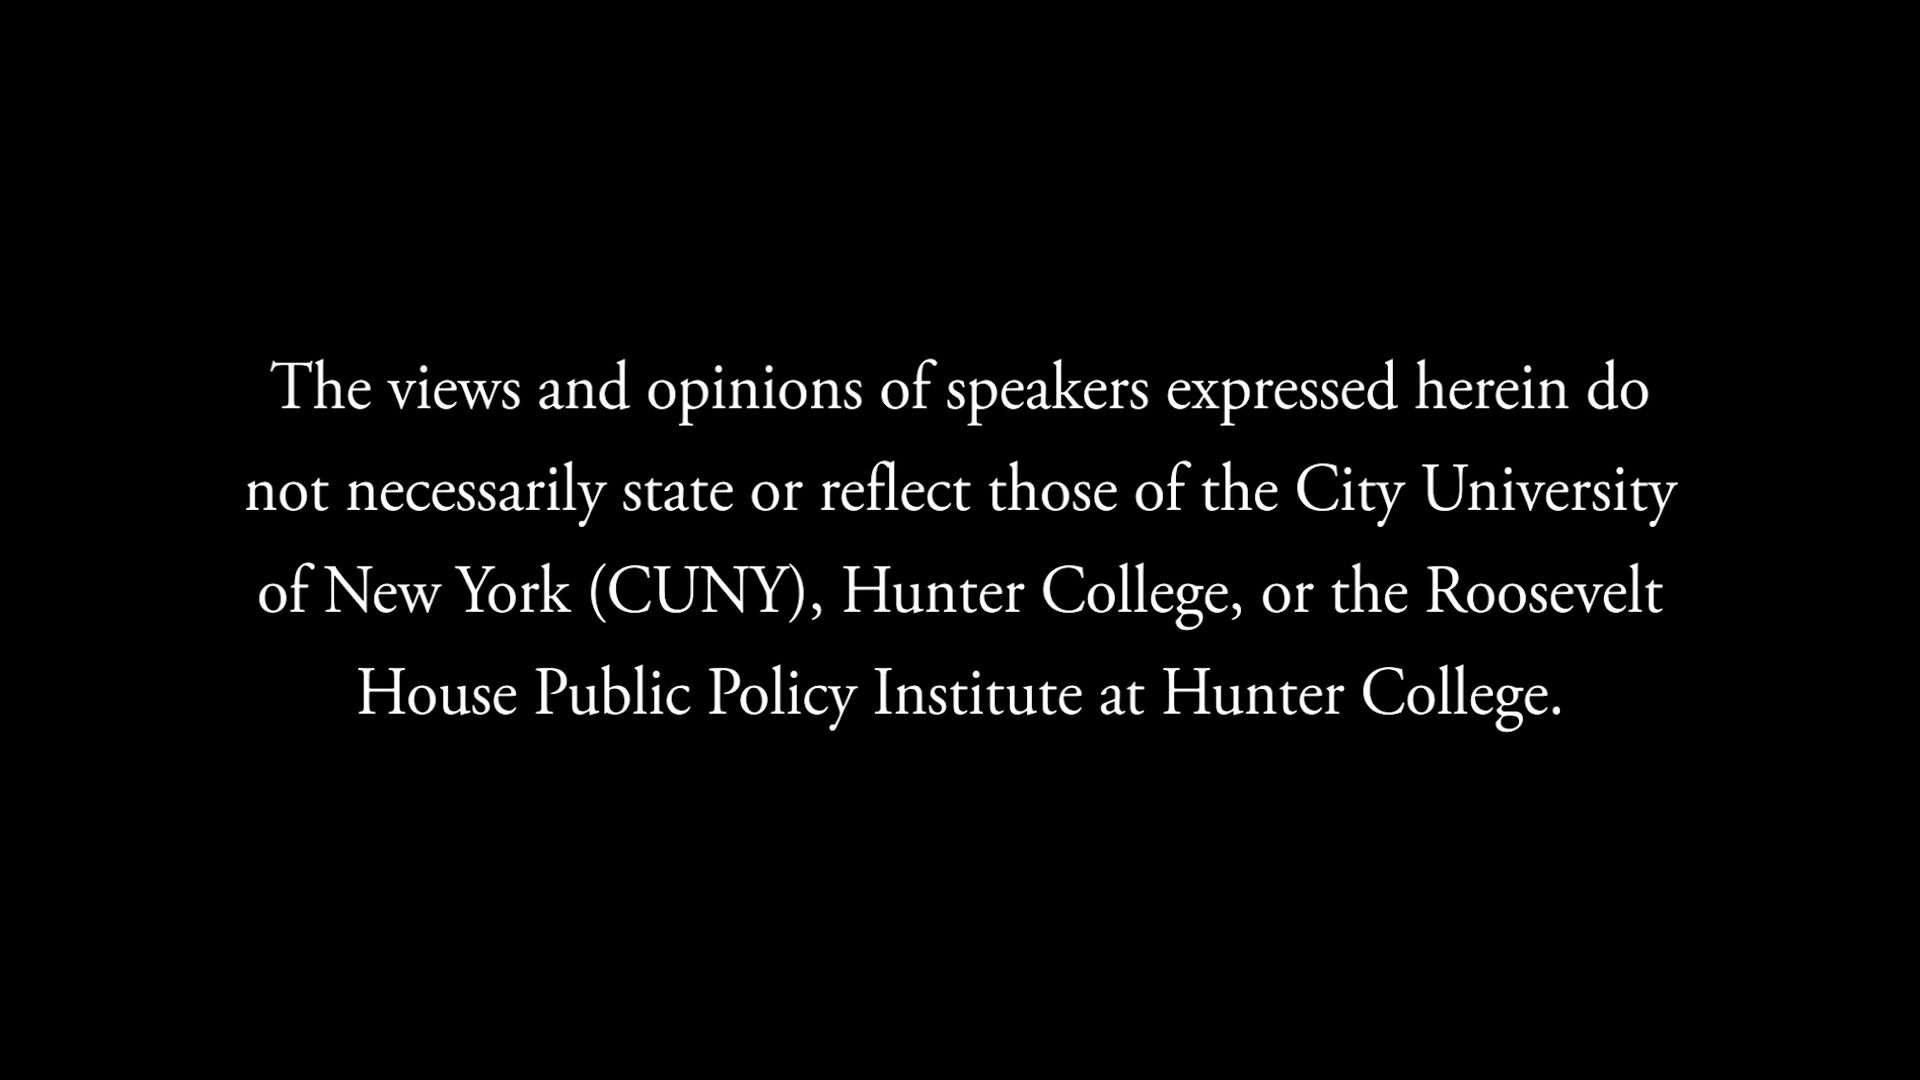 The views and opinions of speakers expressed herein do
not necessarily state or reflect those of the City University
of New York (CUNY), Hunter College, or the Roosevelt
House Public Policy Institute at Hunter College.